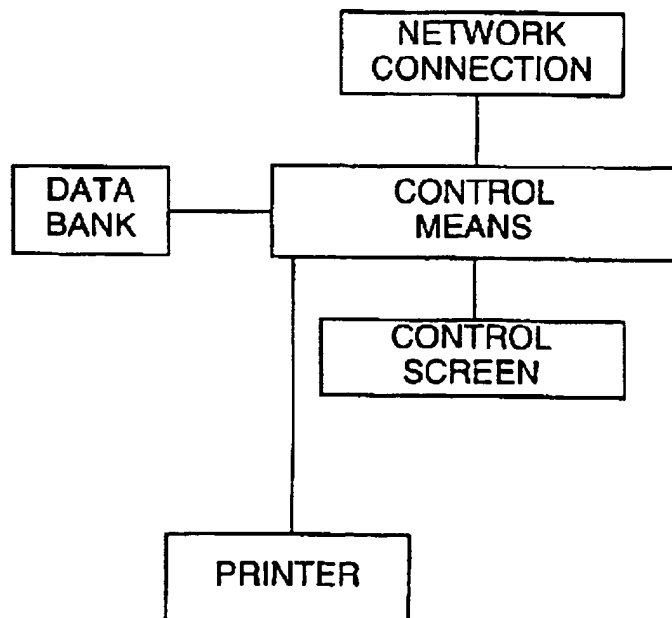 NETWORK
CONNECTION
DATA
BANK
CONTROL
MEANS
CONTROL
SCREEN
PRINTER